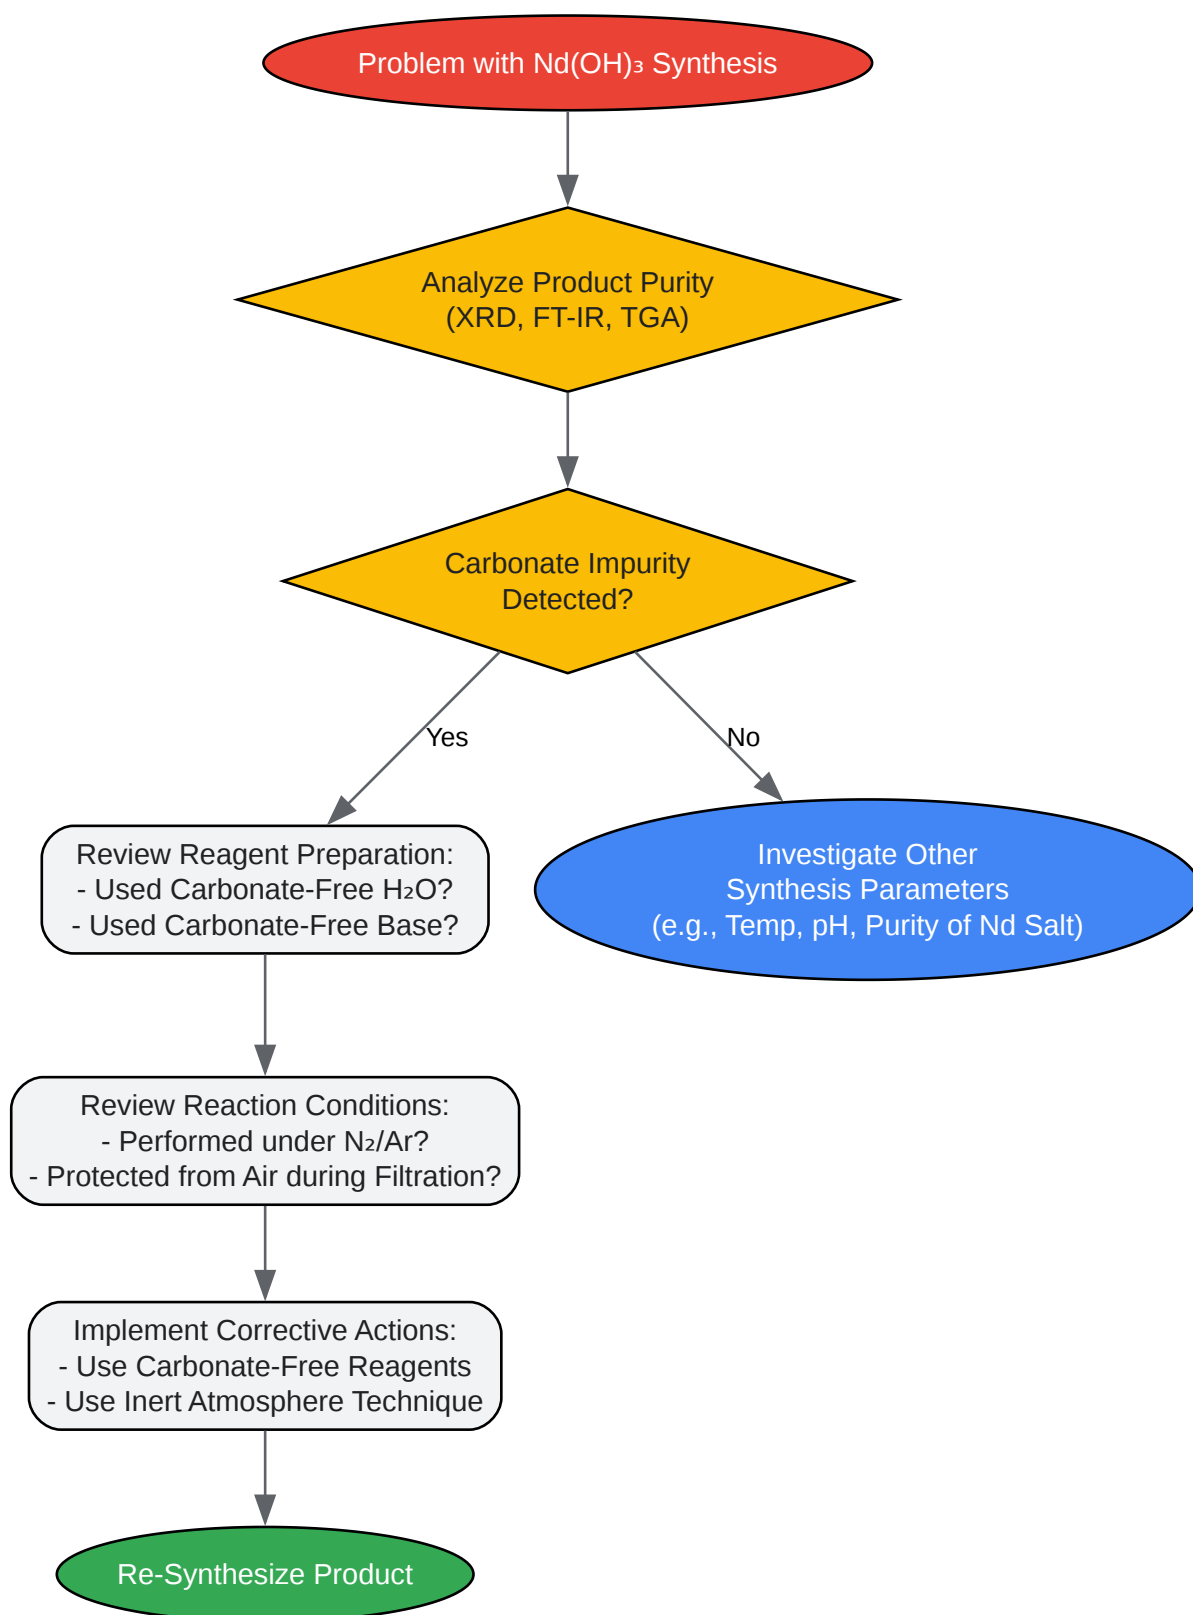 Problem with Nd(OH)₃ Synthesis
Analyze Product Purity
(XRD, FT-IR, TGA)
Carbonate Impurity
Detected?
Yes
No
Review Reagent Preparation:
- Used Carbonate-Free H₂O?
- Used Carbonate-Free Base?
Investigate Other
Synthesis Parameters
(e.g., Temp, pH, Purity of Nd Salt)
Review Reaction Conditions:
- Performed under N₂/Ar?
- Protected from Air during Filtration?
Implement Corrective Actions:
- Use Carbonate-Free Reagents
- Use Inert Atmosphere Technique
Re-Synthesize Product